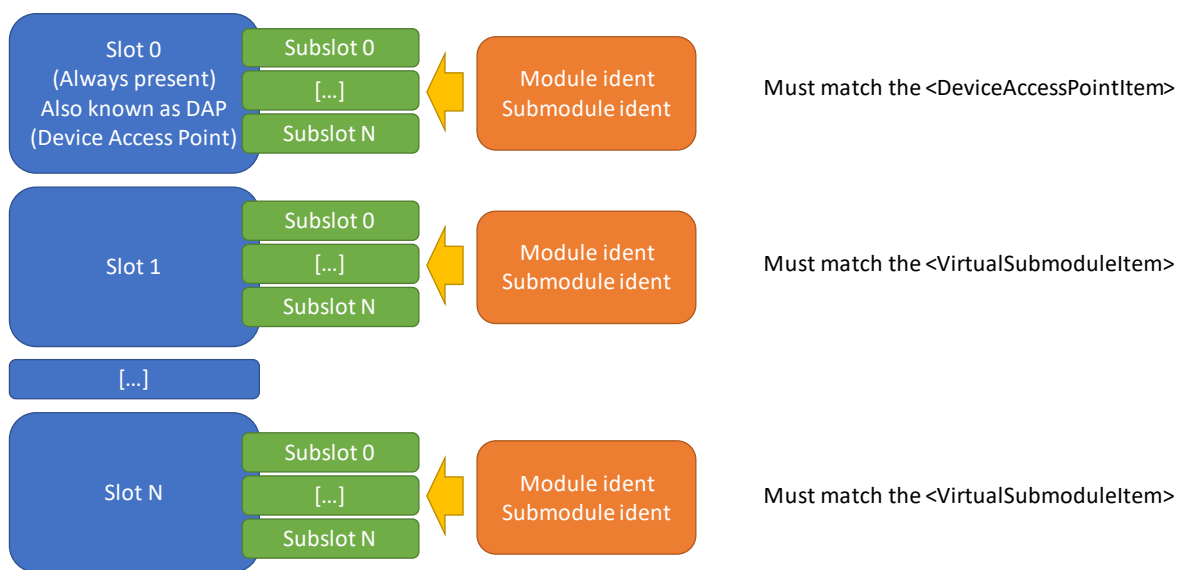 Slot 0
(Always present)
Also known as DAP
(Device Access Point)
Subslot 0
[...]
Subslot N
Module ident
Submodule ident
Must match the <DeviceAccessPointItem>
Slot 1
Subslot 0
[...]
Subslot N
Module ident
Submodule ident
Must match the <VirtualSubmoduleItem>
[...]
Slot N
Subslot 0
[...]
Subslot N
Module ident
Submodule ident
Must match the <VirtualSubmoduleItem>